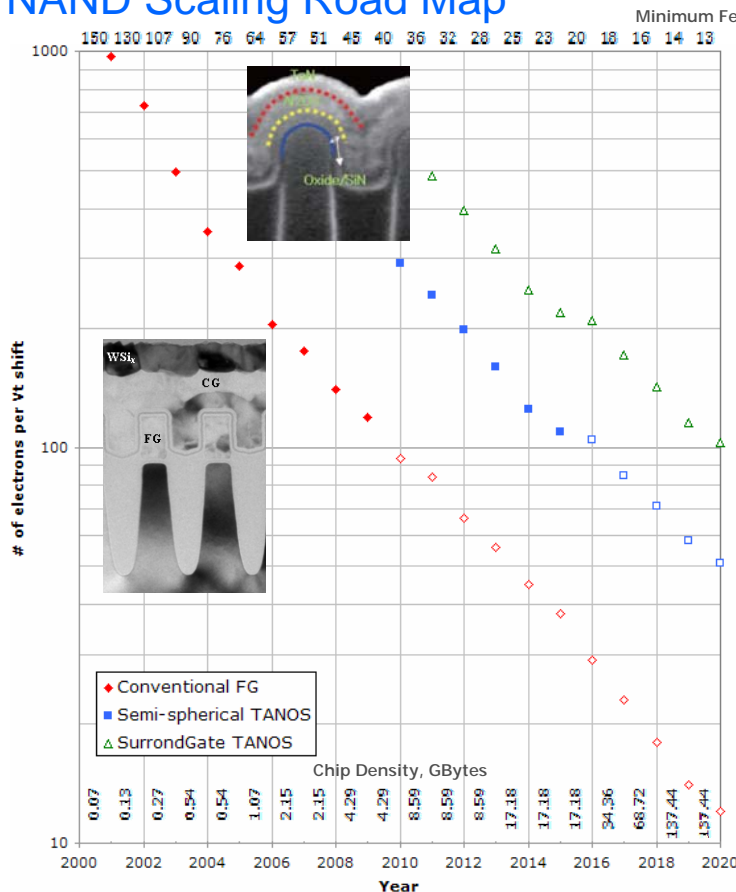 NAND Scaling Road Map
Minimum Fe
150 130 107 90 76 64 57 51 45 40 36 32 28 25 23 20 18 16 14 13
1000
TaN
Oxide/SiN
WSix
CG
FG
# of electrons per Vt shift
100
Conventional FG
Semi-spherical TANOS
SurrondGate TANOS
Chip Density, GBytes
0.07 0.13 0.27 0.54 0.54 1.07 2.15 2.15 4.29 4.29 8.59 8.59 8.59 17.18 17.18 17.18 34.36 68.72 137.44 137.44
10
2000 2002 2004 2006 2008 2010 2012 2014 2016 2018 2020
Year